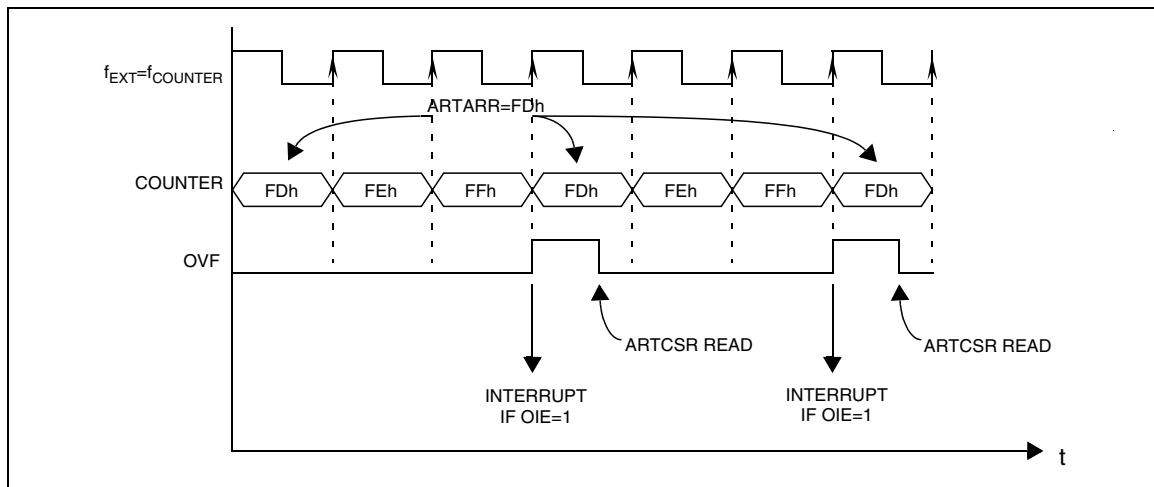 fEXT=fCOUNTER
ARTARR=FDh
COUNTER
FDh
FEh
FFh
FDh
FEh
FFh
FDh
OVF
ARTCSR READ
ARTCSR READ
INTERRUPT
IF OIE=1
INTERRUPT
IF OIE=1
t